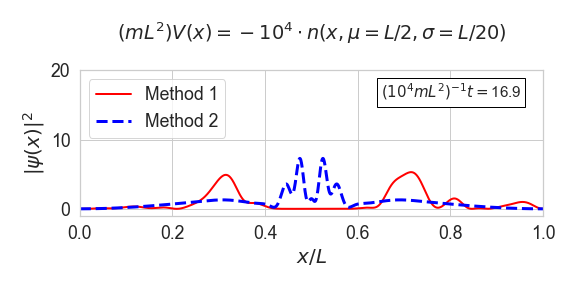 (mL²)V(x) = −10⁴ · n(x, μ = L/2, σ = L/20)
20
10
0
|ψ(x)|²
Method 1
Method 2
(10⁴mL²)⁻¹t = 16.9
0.0 0.2 0.4 0.6 0.8 1.0
x/L